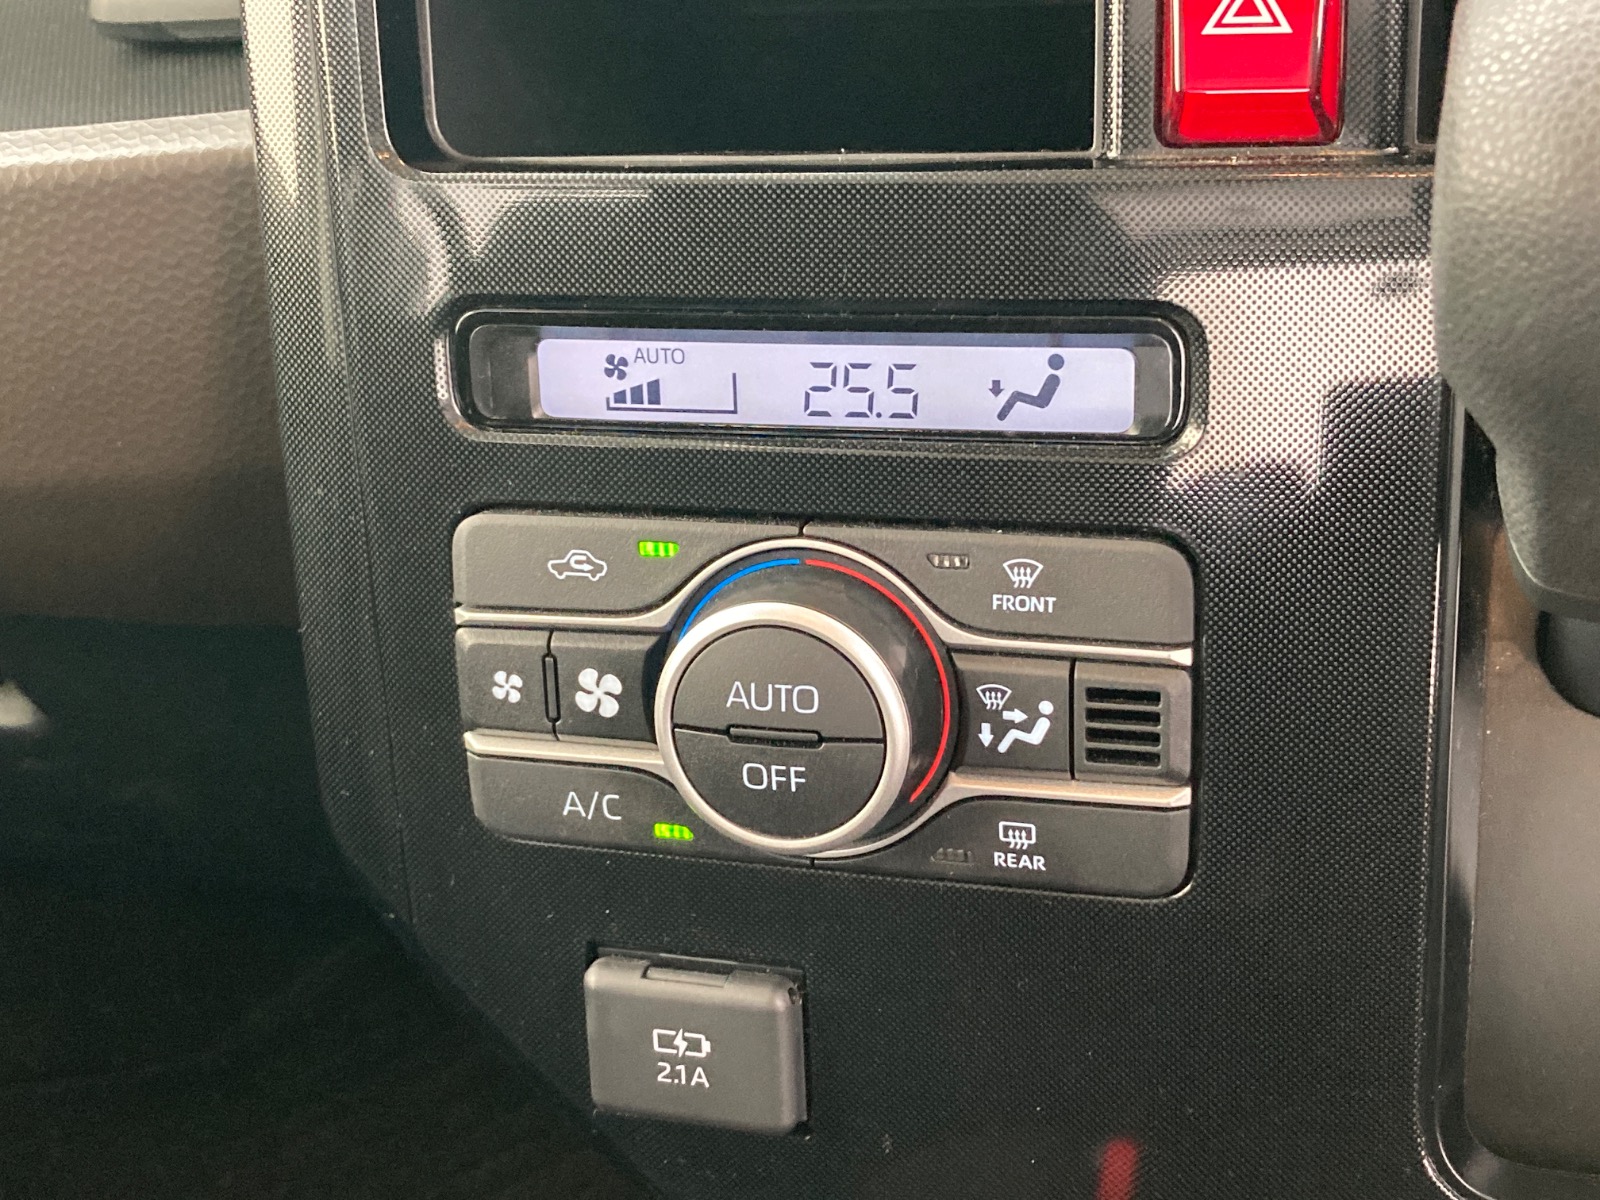 AUTO
25.5
FRONT
AUTO
OFF
A/C
REAR
2.1A